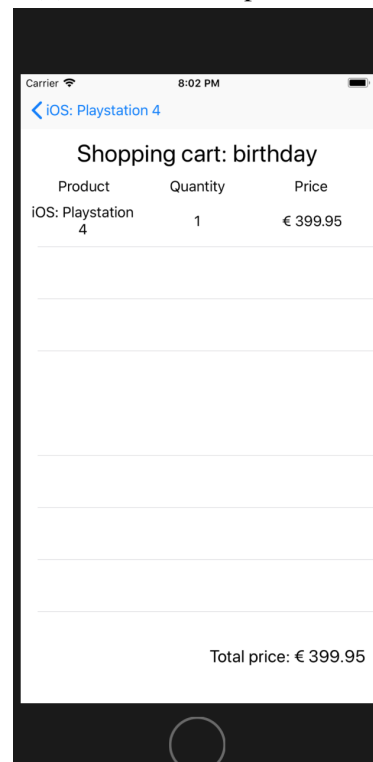 Carrier 8:02 PM
iOS: Playstation 4
Shopping cart: birthday
Product Quantity Price
iOS: Playstation
4 1 € 399.95
Total price: € 399.95